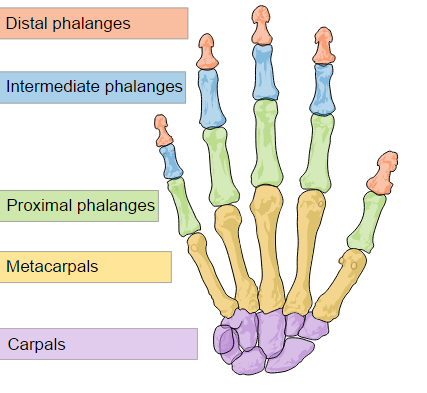 Distal phalanges
Intermediate phalanges
Proximal phalanges
Metacarpals
Carpals